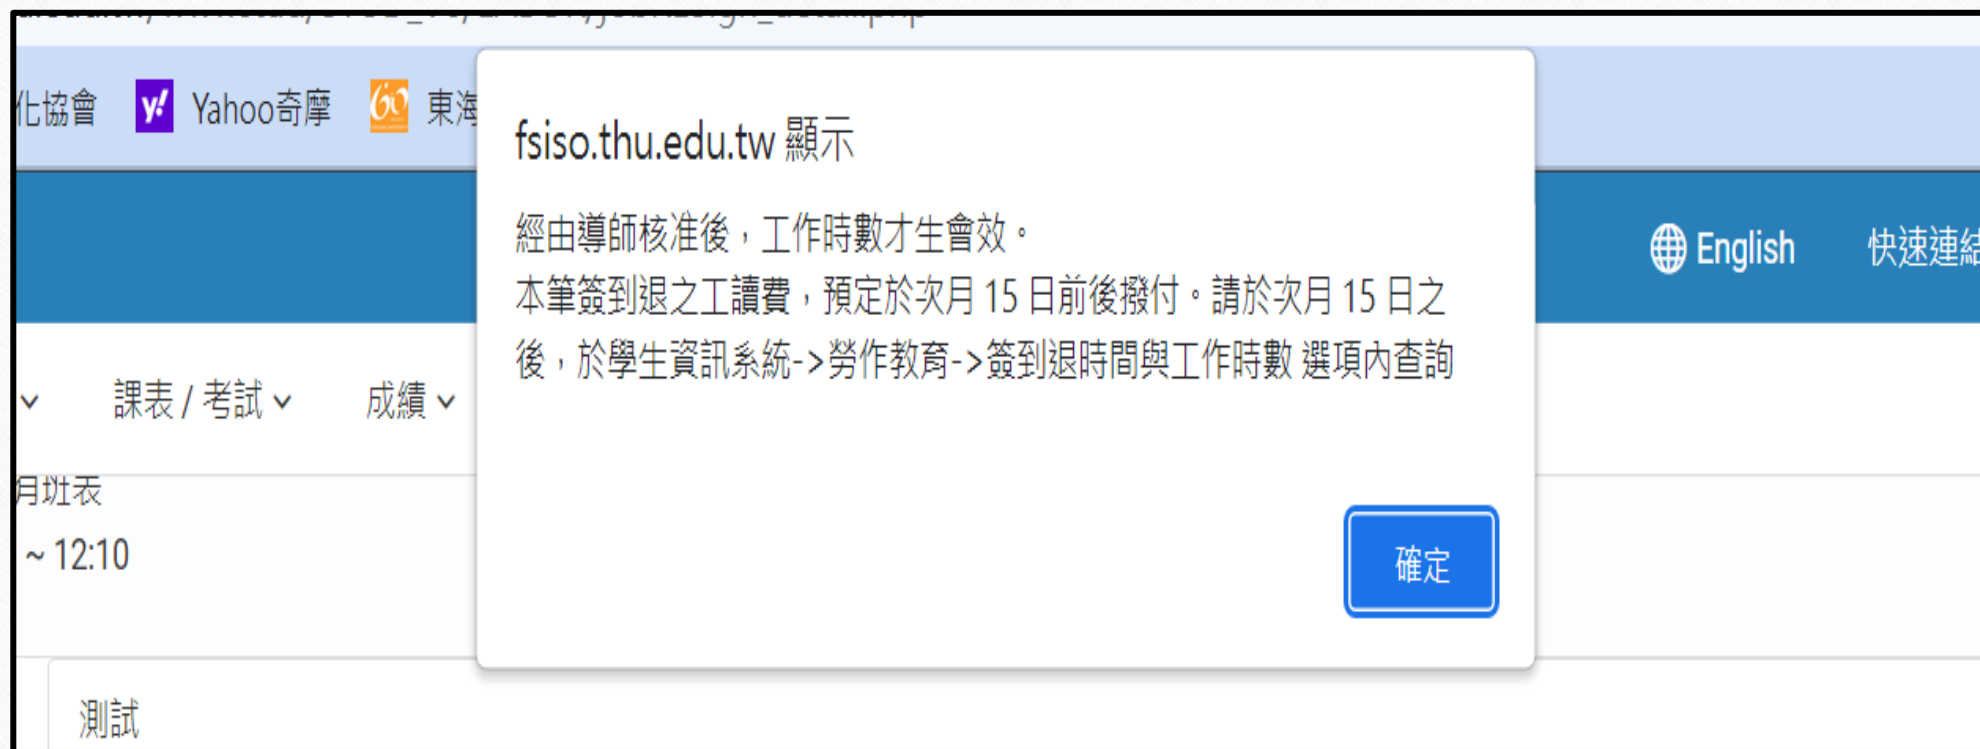 化協會 Yahoo奇摩 60 東海
fsiso.thu.edu.tw 顯示
經由導師核准後，工作時數才生會效。
本筆簽到退之工讀費，預定於次月 15 日前後撥付。請於次月 15 日之
後，於學生資訊系統->勞作教育->簽到退時間與工作時數 選項內查詢
確定
English 快速連結
課表 / 考試 成績
月班表
~ 12:10
測試